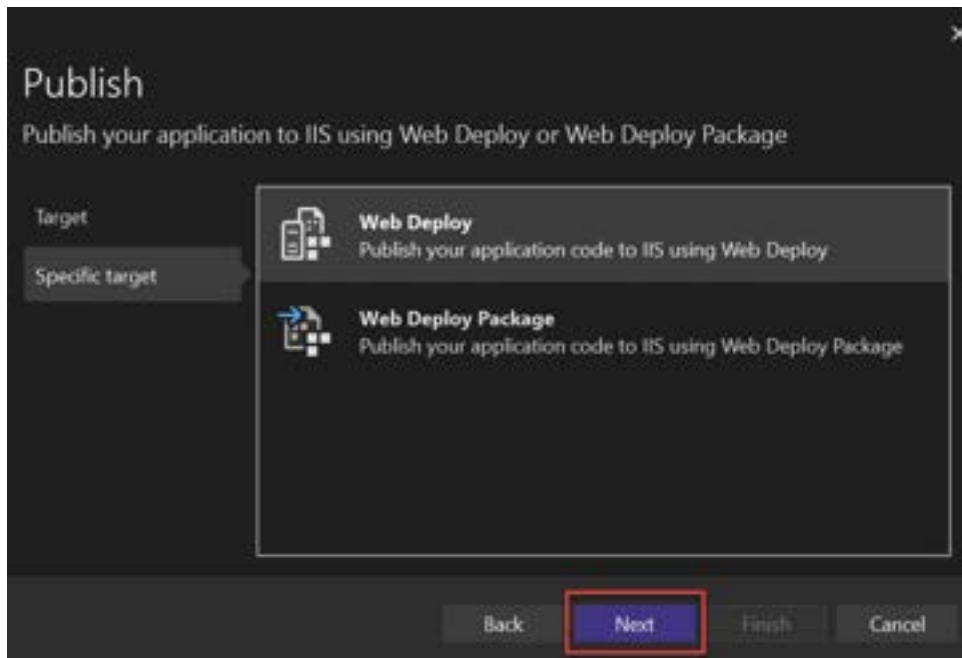 Publish
Publish your application to IIS using Web Deploy or Web Deploy Package
Target
Specific target
Web Deploy
Publish your application code to IIS using Web Deploy
Web Deploy Package
Publish your application code to IIS using Web Deploy Package
Back
Next
Finish
Cancel